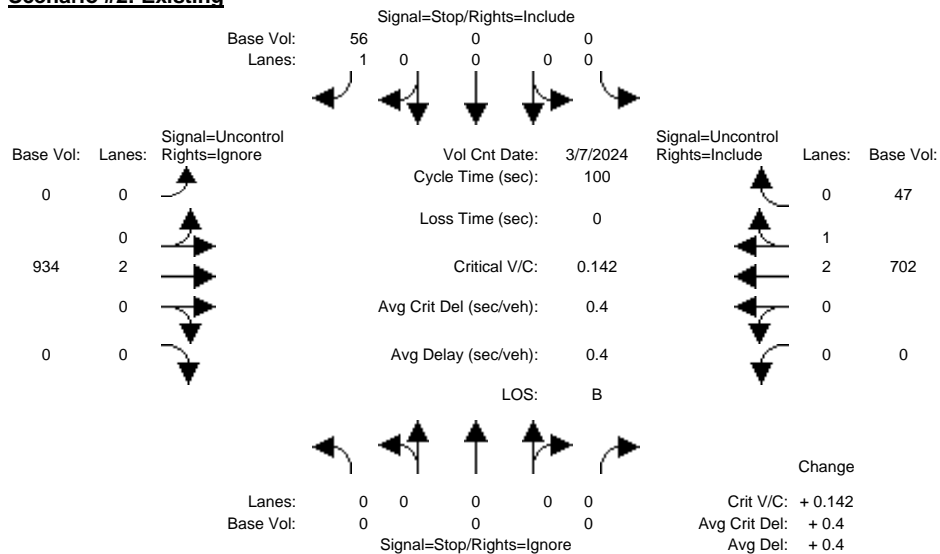 Scenario #2: Existing
Signal=Stop/Rights=Include
Base Vol: 56 0 0
Lanes: 1 0 0 0 0
Signal=Uncontrol Signal=Uncontrol
Base Vol: Lanes: Rights=Ignore Vol Cnt Date: 3/7/2024 Rights=Include Lanes: Base Vol:
Cycle Time (sec): 100
0 0 0 47
Loss Time (sec): 0
0 1
934 2 Critical V/C: 0.142 2 702
0 Avg Crit Del (sec/veh): 0.4 0
0 0 Avg Delay (sec/veh): 0.4 0 0
LOS: B
Change
Lanes: 0 0 0 0 0 Crit V/C: + 0.142
Base Vol: 0 0 0 Avg Crit Del: + 0.4
Signal=Stop/Rights=Ignore Avg Del: + 0.4